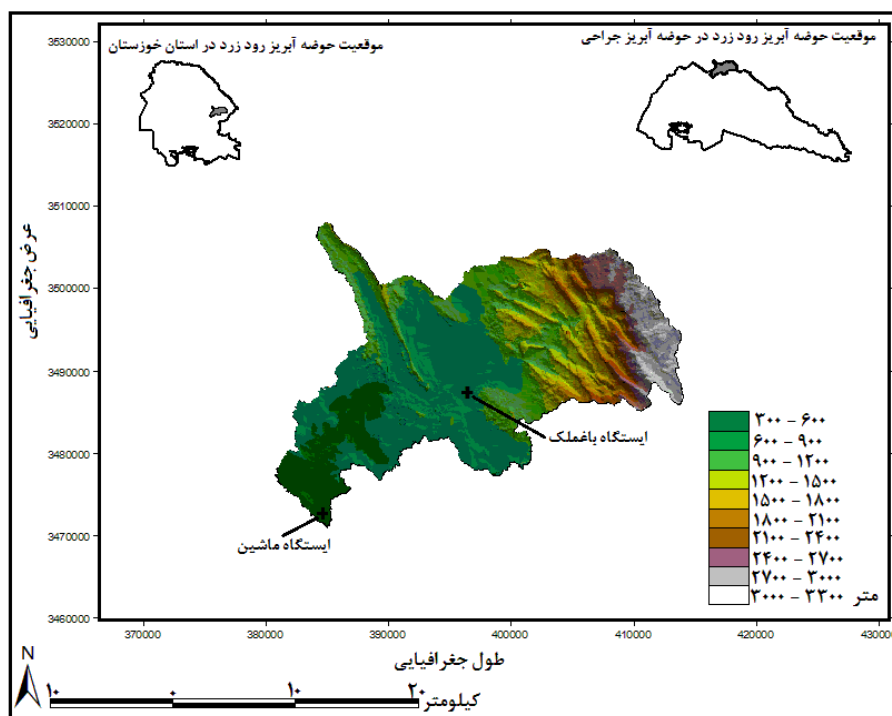 موقعیت حوضه آبریز رود زرد در حوضه آبریز جراحی
موقعیت حوضه آبریز رود زرد در استان خوزستان
3530000
3520000
3510000
3500000
3490000
3480000
3470000
3460000
عرض جغرافیایی
ایستگاه باغملک
ایستگاه ماشین
۳۰۰ - ۶۰۰
۶۰۰ - ۹۰۰
۹۰۰ - ۱۲۰۰
۱۲۰۰ - ۱۵۰۰
۱۵۰۰ - ۱۸۰۰
۱۸۰۰ - ۲۱۰۰
۲۱۰۰ - ۲۴۰۰
۲۴۰۰ - ۲۷۰۰
۲۷۰۰ - ۳۰۰۰
۳۰۰۰ - ۳۳۰۰ متر
370000
380000
390000
400000
410000
420000
430000
طول جغرافیایی
N
۱۰ ۰ ۱۰ ۲۰
کیلومتر